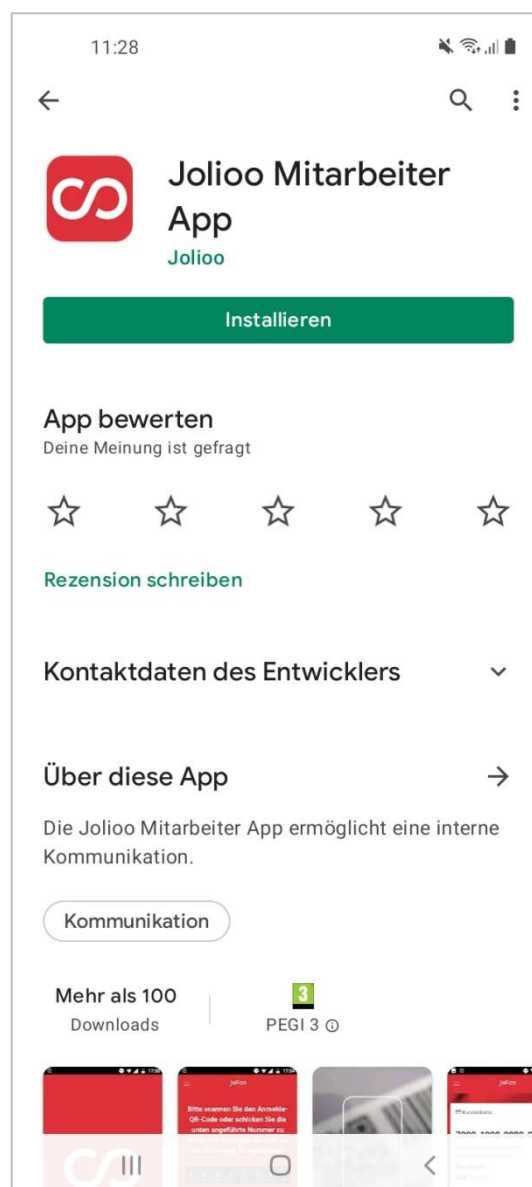 11:28
Jolioo Mitarbeiter
App
Jolioo
Installieren
App bewerten
Deine Meinung ist gefragt
Rezension schreiben
Kontaktdaten des Entwicklers
Über diese App
Die Jolioo Mitarbeiter App ermöglicht eine interne
Kommunikation.
Kommunikation
Mehr als 100
Downloads
3
PEGI 3
Bitte scannen Sie den Anmelde-
QR-Code oder schicken Sie die
unten angeführte Nummer zu